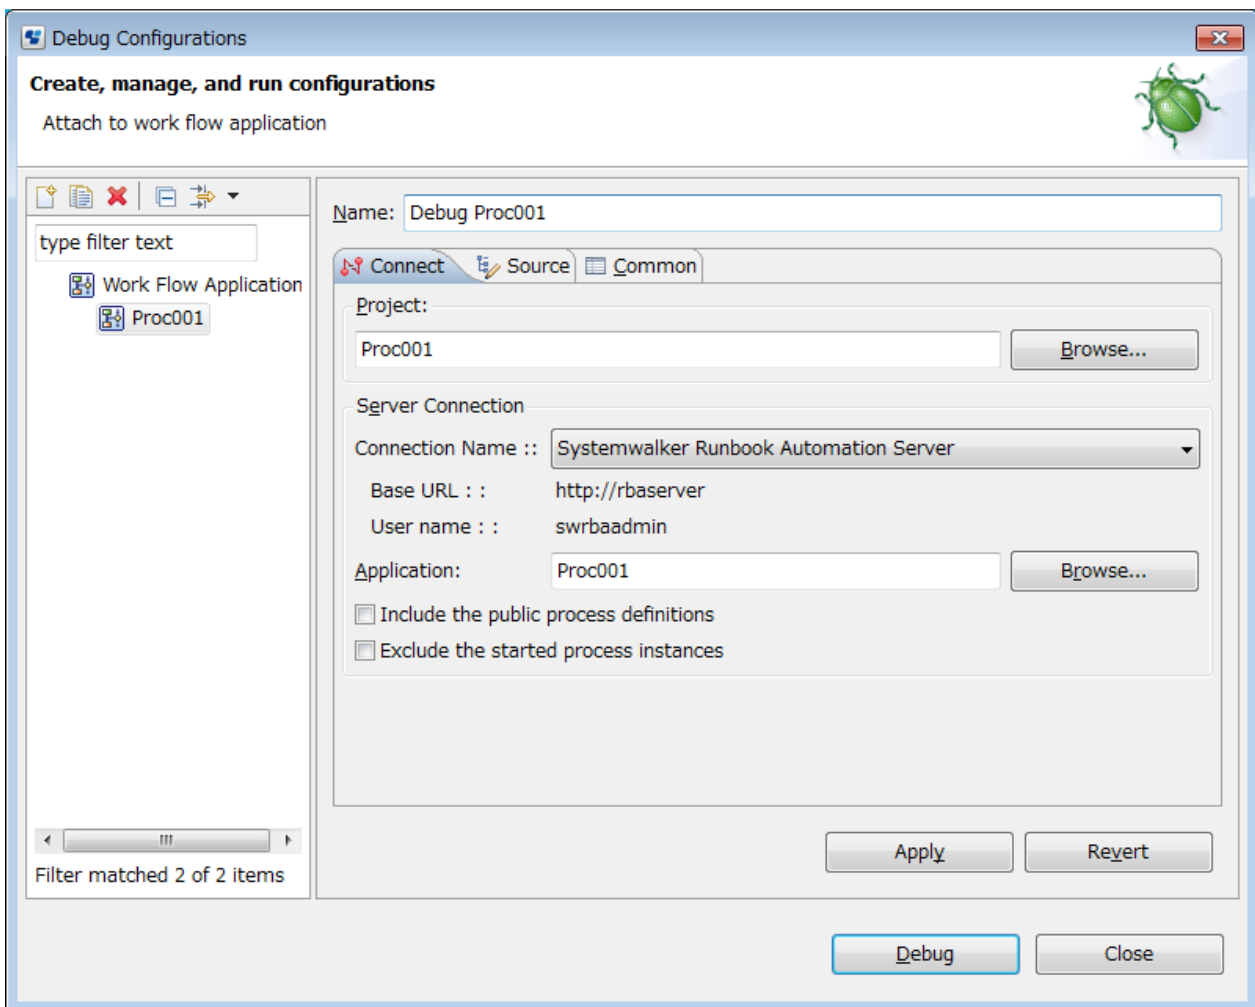 Debug Configurations
Create, manage, and run configurations
Attach to work flow application
Name: Debug Proc001
type filter text
Work Flow Application
Proc001
Connect Source Common
Project:
Proc001 Browse...
Server Connection
Connection Name :: Systemwalker Runbook Automation Server
Base URL : : http://rbaserver
User name : : swrbaadmin
Application: Proc001 Browse...
Include the public process definitions
Exclude the started process instances
Filter matched 2 of 2 items
Apply Revert
Debug Close